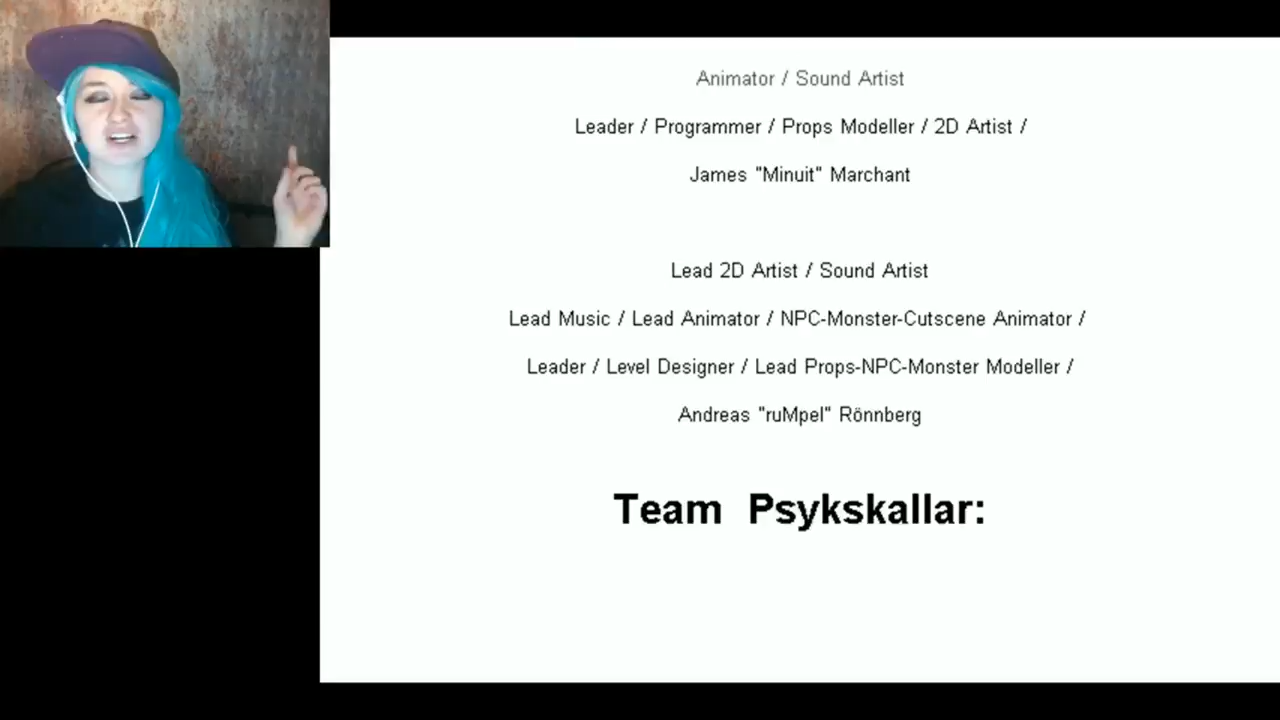 Animator / Sound Artist
Leader / Programmer / Props Modeller / 2D Artist /
James "Minuit" Marchant
Lead 2D Artist / Sound Artist
Lead Music / Lead Animator / NPC-Monster-Cutscene Animator /
Leader / Level Designer / Lead Props-NPC-Monster Modeller /
Andreas "ruMpel" Rönnberg
Team Psykskallar: